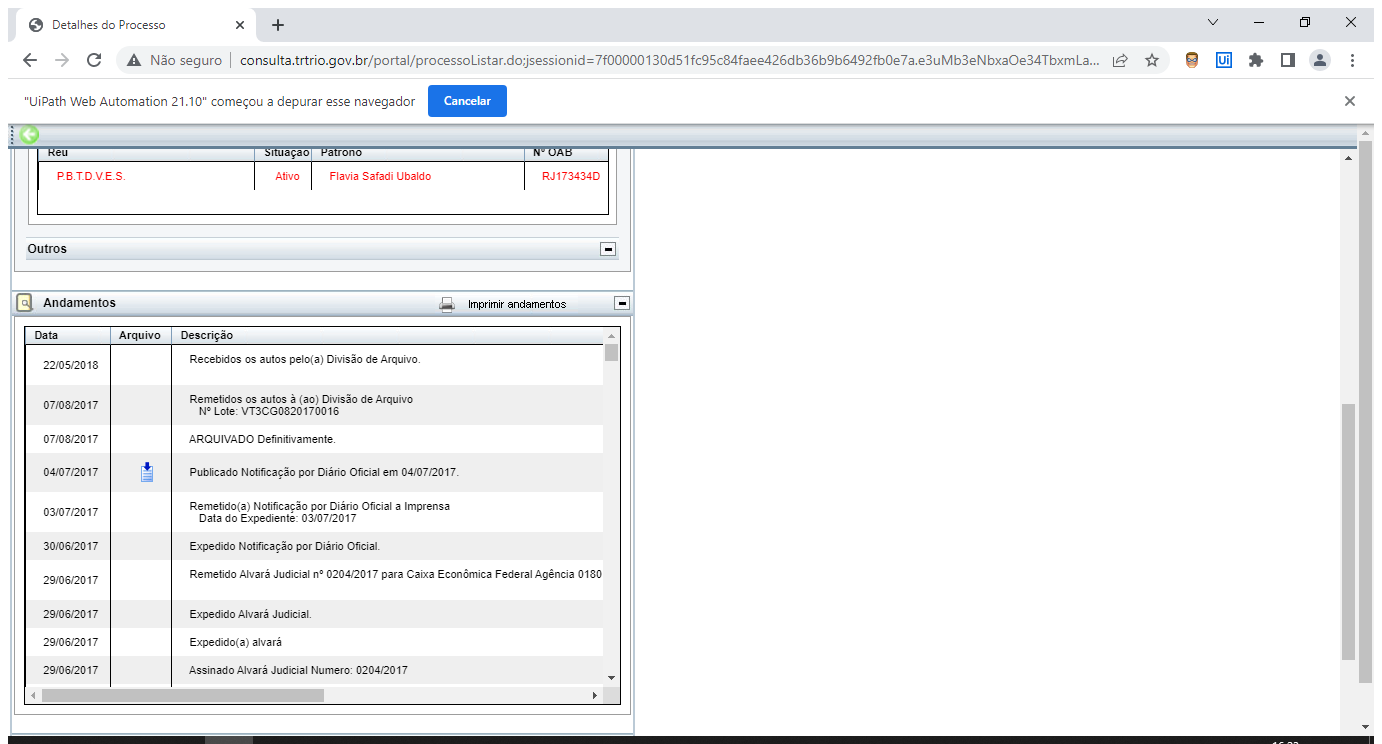 Detalhes do Processo
Não seguro
consulta.trtrio.gov.br/portal/processoListar.do;jsessionid=7f00000130d51fc95c84faee426db36b9b6492fb0e7a.e3uMb3eNbxaOe34TbxmLa...
Ui
"UiPath Web Automation 21.10" começou a depurar esse navegador
Cancelar
Réu Situação Patrono Nº OAB
P.B.T.D.V.E.S. Ativo Flavia Safadi Ubaldo RJ173434D
Outros
Andamentos Imprimir andamentos
Data Arquivo Descrição
22/05/2018 Recebidos os autos pelo(a) Divisão de Arquivo.
07/08/2017 Remetidos os autos à (ao) Divisão de Arquivo
Nº Lote: VT3CG0820170016
07/08/2017 ARQUIVADO Definitivamente.
04/07/2017 Publicado Notificação por Diário Oficial em 04/07/2017.
03/07/2017 Remetido(a) Notificação por Diário Oficial a Imprensa
Data do Expediente: 03/07/2017
30/06/2017 Expedido Notificação por Diário Oficial.
29/06/2017 Remetido Alvará Judicial nº 0204/2017 para Caixa Econômica Federal Agência 0180
29/06/2017 Expedido Alvará Judicial.
29/06/2017 Expedido(a) alvará
29/06/2017 Assinado Alvará Judicial Numero: 0204/2017